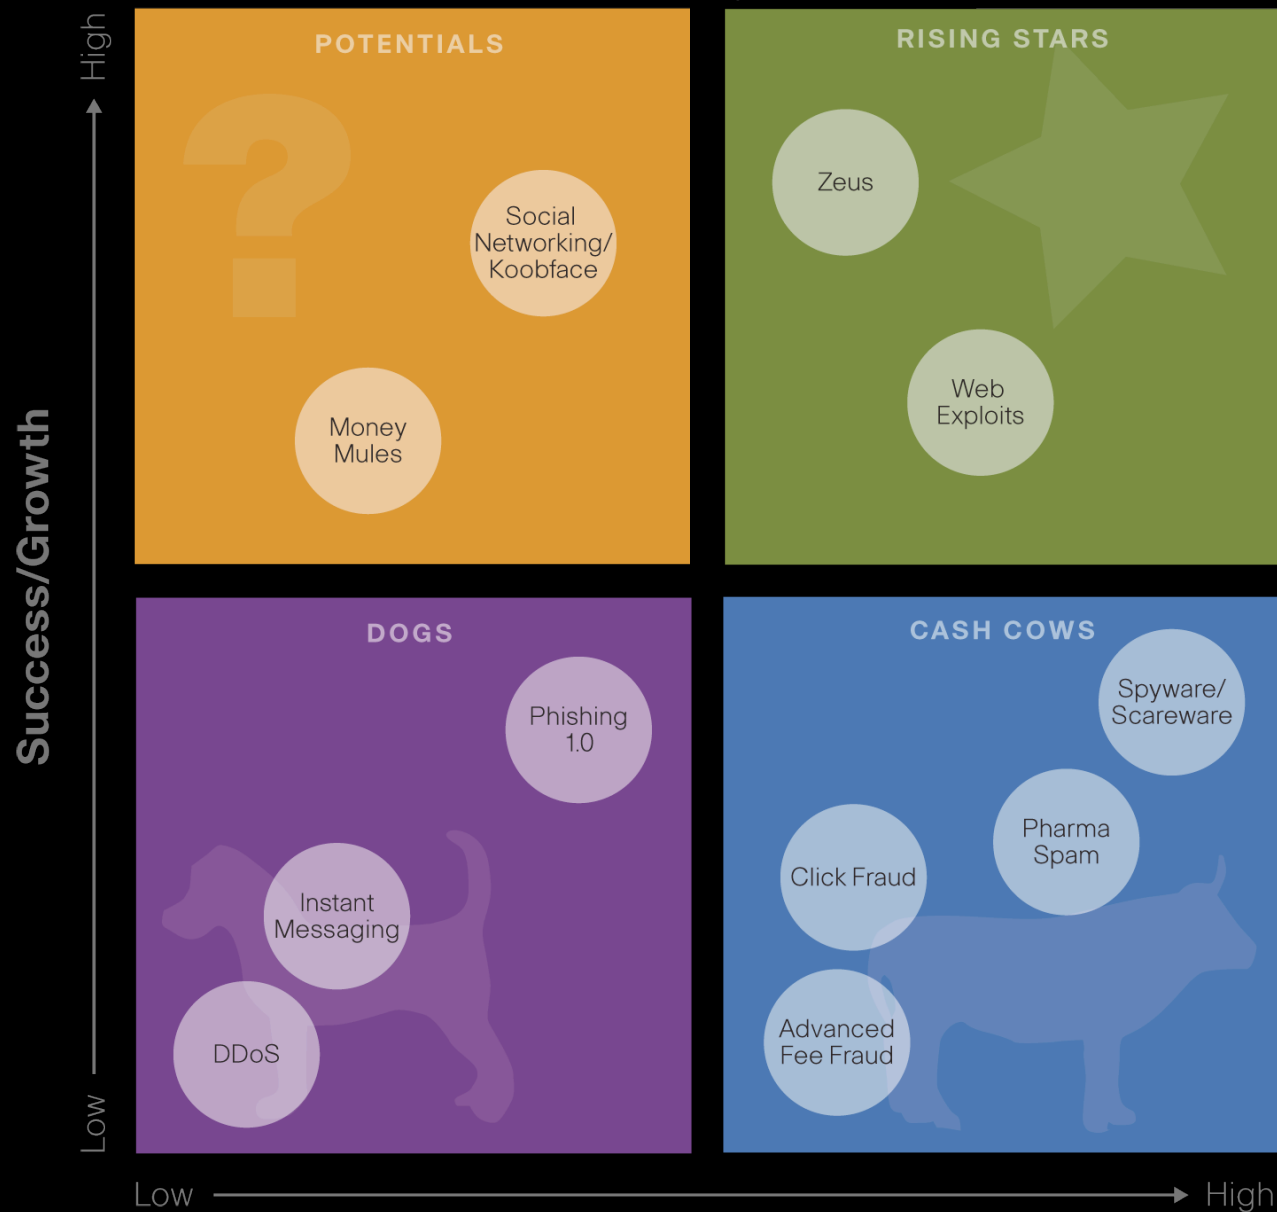 High
POTENTIALS
RISING STARS
Zeus
Social
Networking/
Koobface
Web
Exploits
Money
Mules
Success/Growth
DOGS
CASH COWS
Spyware/
Scareware
Phishing
1.0
Pharma
Spam
Click Fraud
Instant
Messaging
Advanced
Fee Fraud
DDoS
Low
Low
High